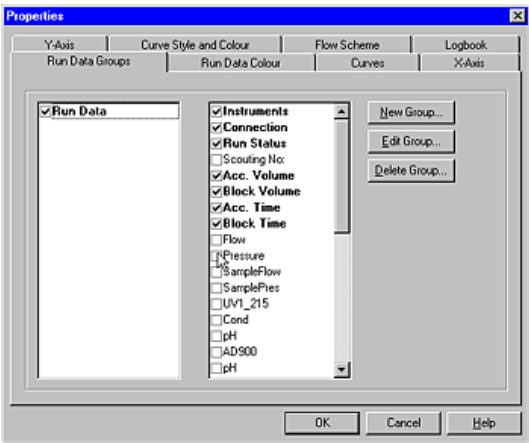 Properties
Y-Axis Curve Style and Colour Flow Scheme Logbook
Run Data Groups Run Data Colour Curves X-Axis
Run Data
Instruments
Connection
Run Status
Scouting No:
Acc. Volume
Block Volume
Acc. Time
Block Time
Flow
Pressure
SampleFlow
SamplePres
UV1_215
Cond
pH
AD900
pH
New Group...
Edit Group...
Delete Group...
OK Cancel Help